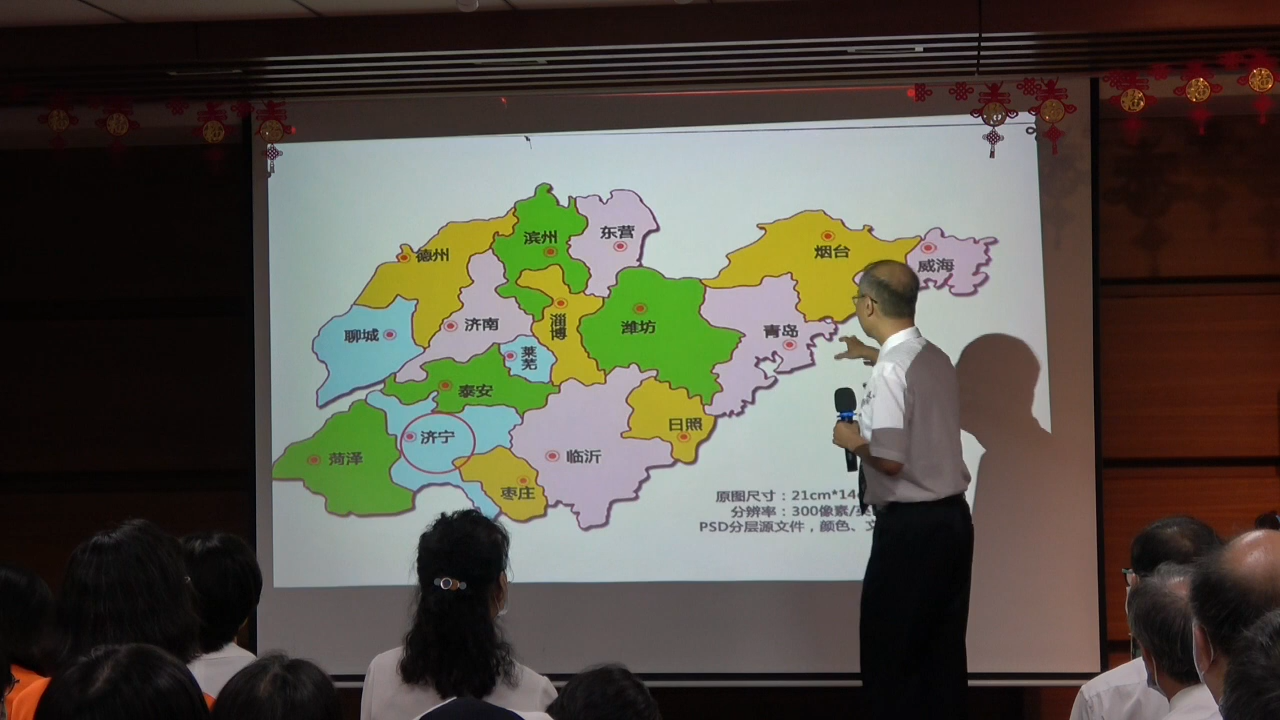 滨州
东营
德州
烟台
威海
聊城
济南
淄博
潍坊
青岛
莱芜
泰安
日照
济宁
菏泽
临沂
枣庄
原图尺寸：21cm*14
分辨率：300像素/
PSD分层源文件，颜色、